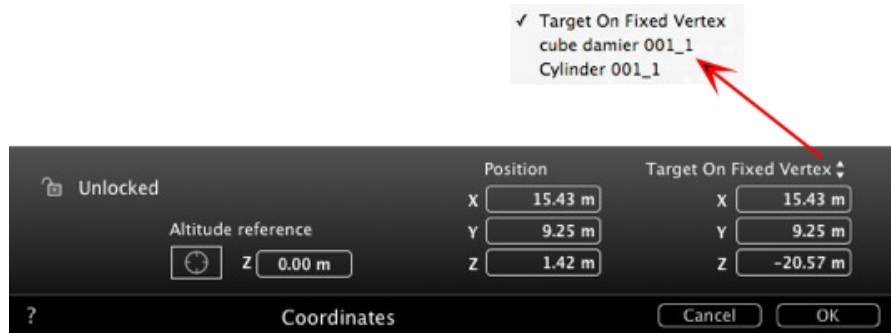 ✓ Target On Fixed Vertex
cube damier 001_1
Cylinder 001_1
Position Target On Fixed Vertex
Unlocked
X 15.43 m X 15.43 m
Altitude reference
Y 9.25 m Y 9.25 m
Z 0.00 m Z 1.42 m Z -20.57 m
? Coordinates Cancel OK